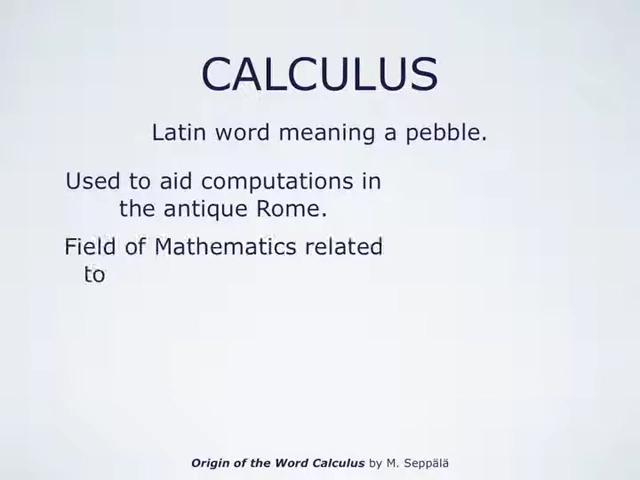 CALCULUS
Latin word meaning a pebble.
Used to aid computations in
the antique Rome.
Field of Mathematics related
to
Origin of the Word Calculus by M. Seppälä